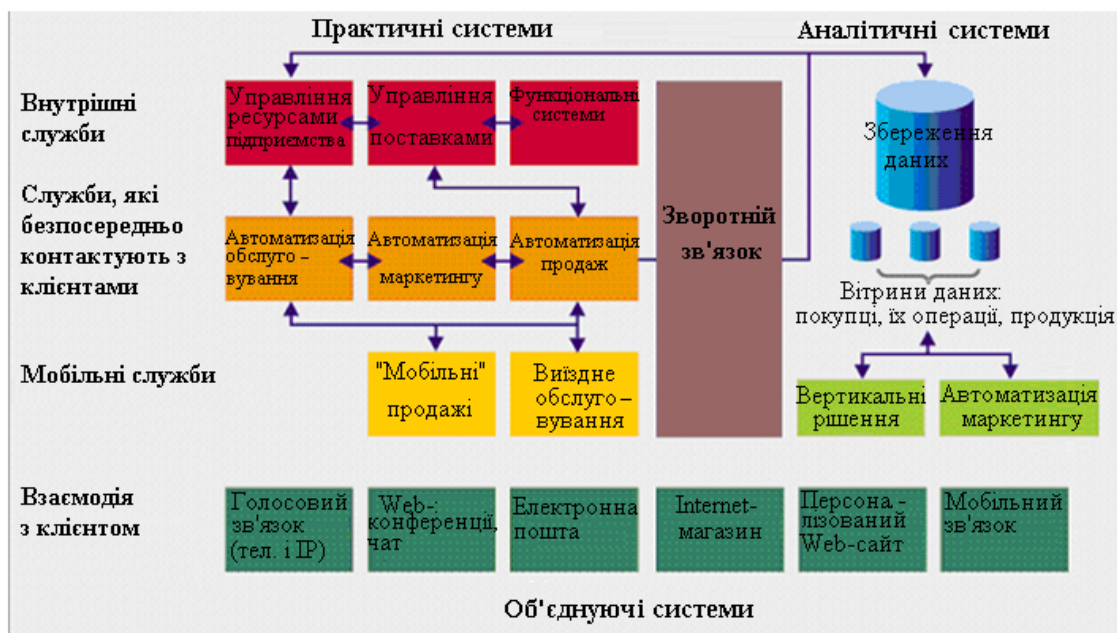 Практичні системи
Аналітичні системи
Внутрішні
служби
Управління
ресурсами
підприємства
Управління
поставками
Функціональні
системи
Збереження
даних
Служби, які
безпосередньо
контактують з
клієнтами
Автоматизація
обслуго –
вування
Автоматизація
маркетингу
Автоматизація
продаж
Зворотній
зв'язок
Вітрини даних:
покупці, їх операції, продукція
Мобільні служби
"Мобільні"
продажі
Виїздне
обслуго –
вування
Вертикальні
рішення
Автоматизація
маркетингу
Взаємодія
з клієнтом
Голосовий
зв'язок
(тел. і IP)
Web-:
конференції,
чат
Електронна
пошта
Internet-
магазин
Персона -
лізований
Web-сайт
Мобільний
зв'язок
Об'єднуючі системи